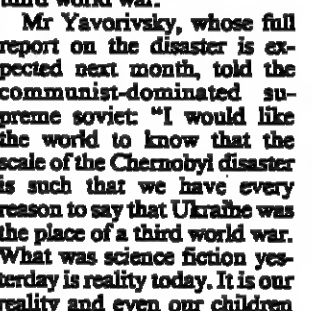 third world war.
Mr Yavorivsky, whose full
report on the disaster is ex-
pected next month, told the
communist-dominated su-
preme soviet: "I would like
the world to know that the
scale of the Chernobyl disaster
is such that we have every
reason to say that Ukraine was
the place of a third world war.
What was science fiction yes-
terday is reality today. It is our
reality and even our children